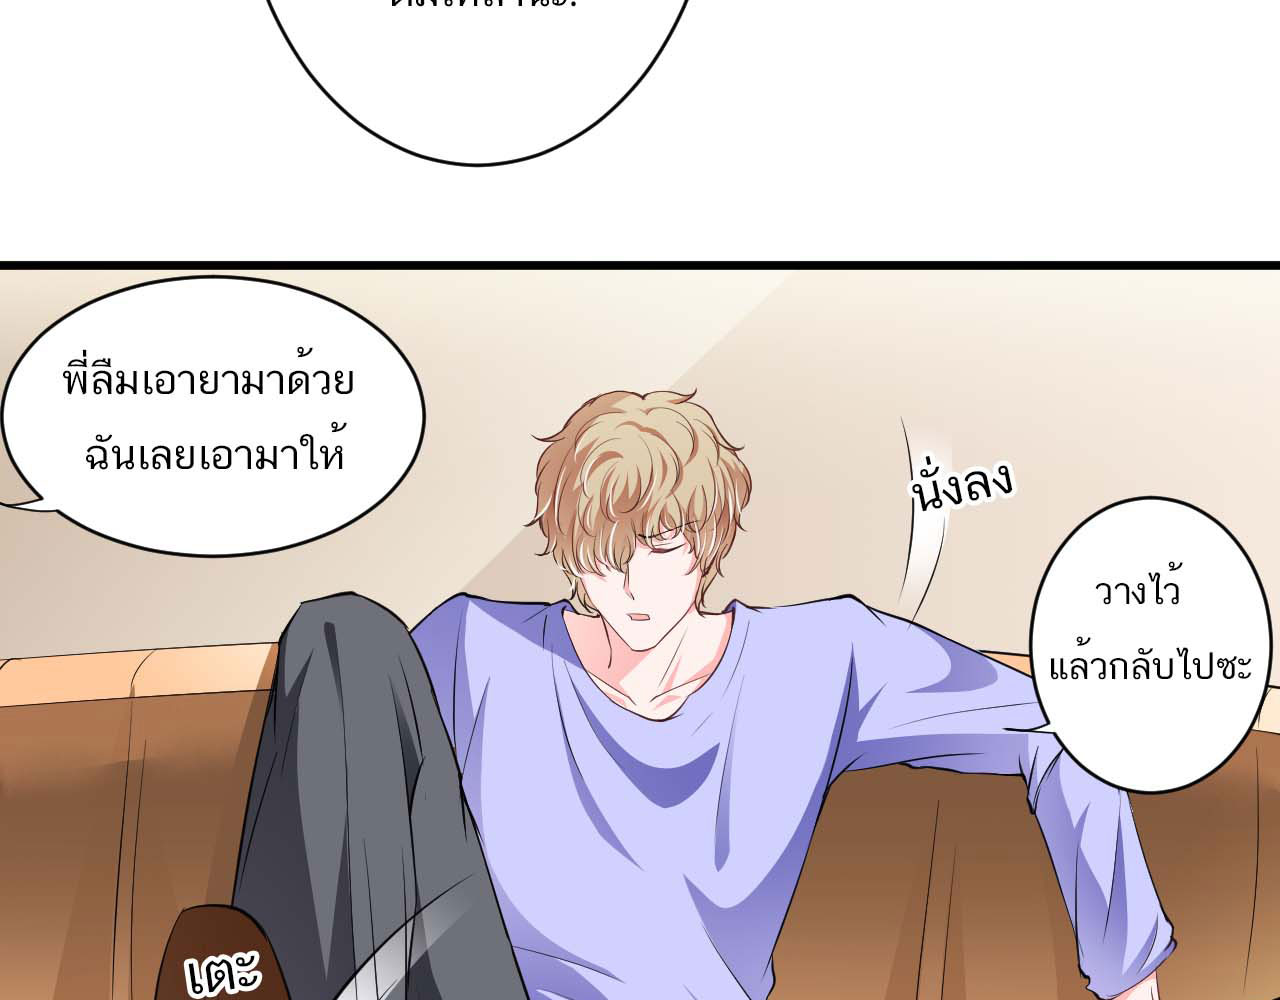 พี่ลืมเอายามาด้วย
ฉันเลยเอามาให้
นั่งลง
วางไว้
แล้วกลับไปซะ
เตะ